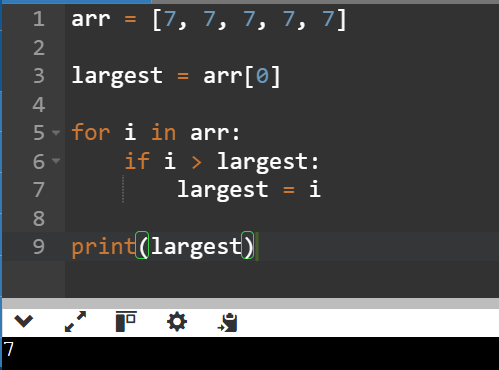 1 arr = [7, 7, 7, 7, 7]
2
3 largest = arr[0]
4
5 for i in arr:
6     if i > largest:
7         largest = i
8
9 print(largest)
7